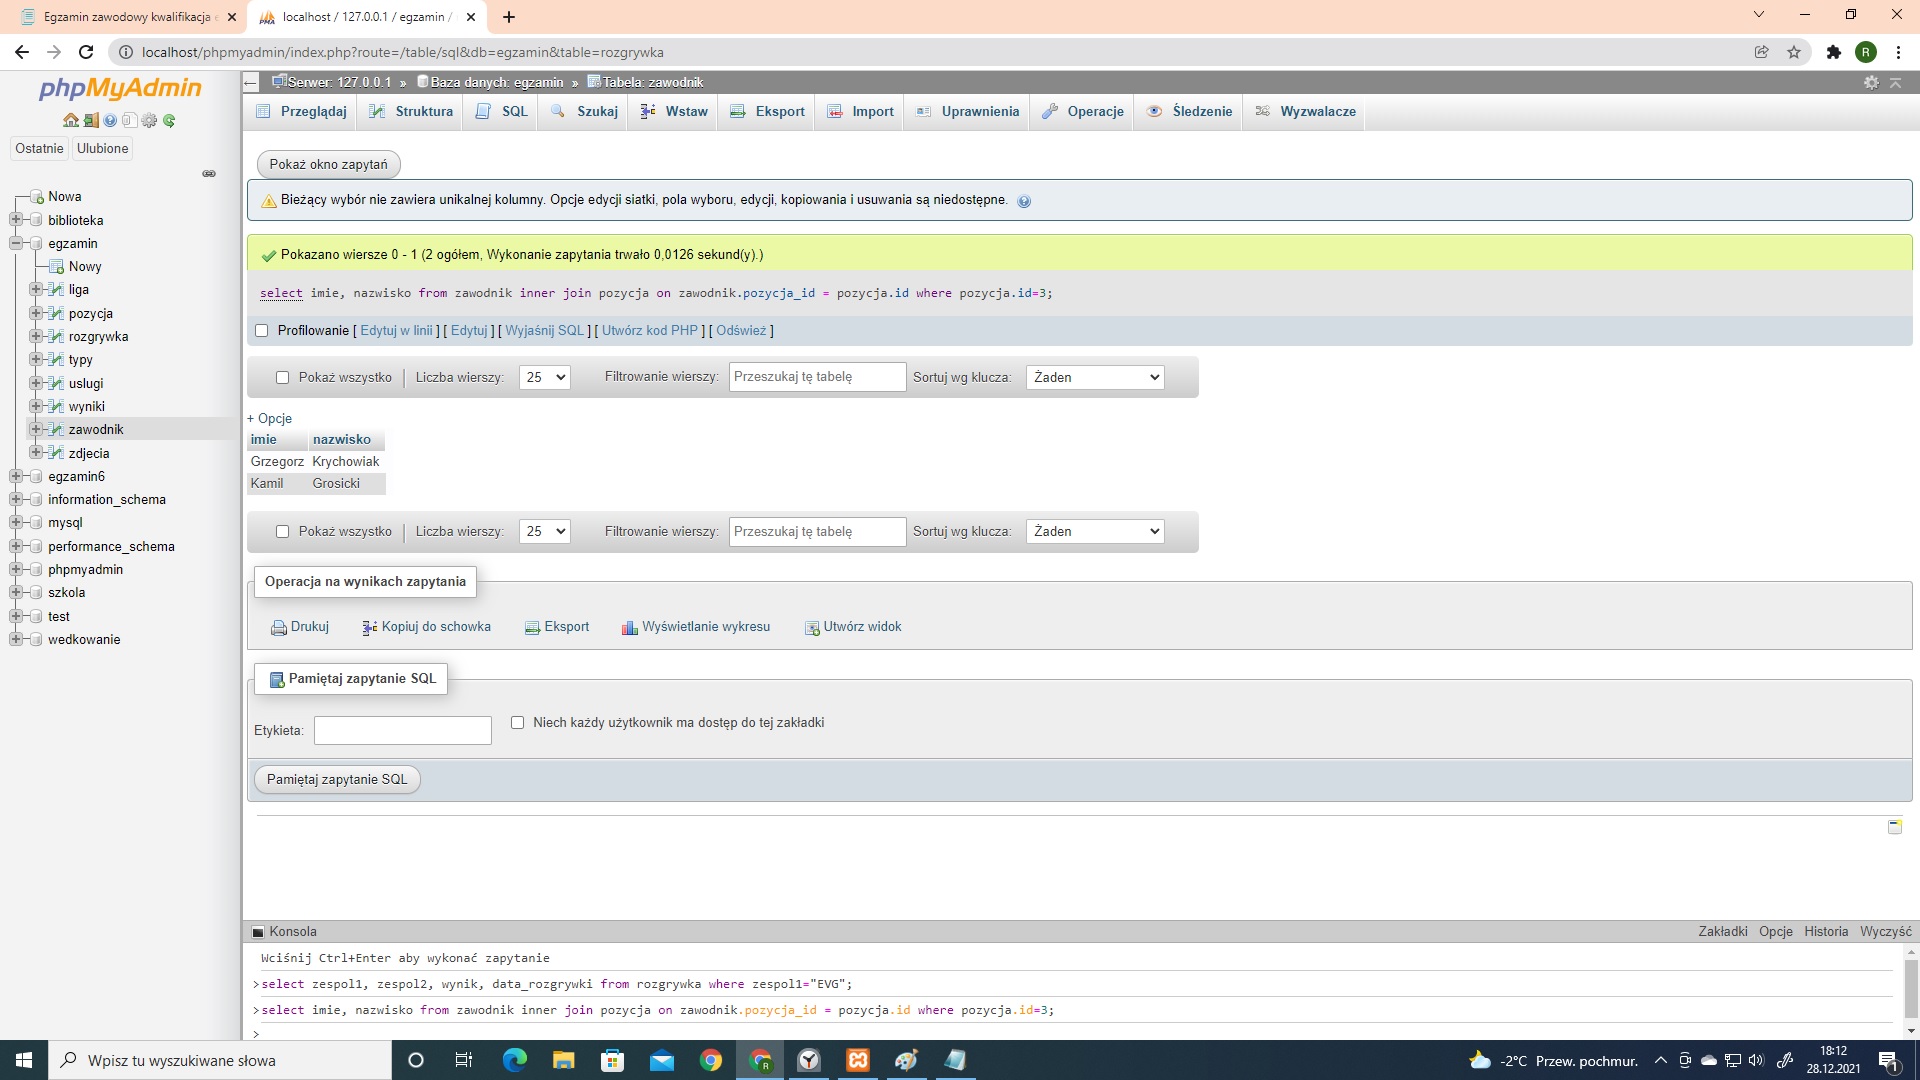 Egzamin zawodowy kwalifikacja
localhost / 127.0.0.1 / egzamin /
localhost/phpmyadmin/index.php?route=/table/sql&db=egzamin&table=rozgrywka
R
phpMyAdmin
Ostatnie
Ulubione
Nowa
biblioteka
egzamin
Nowy
liga
pozycja
rozgrywka
typy
uslugi
wyniki
zawodnik
zdjecia
egzamin6
information_schema
mysql
performance_schema
phpmyadmin
szkola
test
wedkowanie
Serwer: 127.0.0.1 » Baza danych: egzamin » Tabela: zawodnik
Przeglądaj Struktura SQL Szukaj Wstaw Eksport Import Uprawnienia Operacje Śledzenie Wyzwalacze
Pokaż okno zapytań
Bieżący wybór nie zawiera unikalnej kolumny. Opcje edycji siatki, pola wyboru, edycji, kopiowania i usuwania są niedostępne.
Pokazano wiersze 0 - 1 (2 ogółem, Wykonanie zapytania trwało 0,0126 sekund(y).)
select imie, nazwisko from zawodnik inner join pozycja on zawodnik.pozycja_id = pozycja.id where pozycja.id=3;
Profilowanie [ Edytuj w linii ] [ Edytuj ] [ Wyjaśnij SQL ] [ Utwórz kod PHP ] [ Odśwież ]
Pokaż wszystko Liczba wierszy: 25 Filtrowanie wierszy: Przeszukaj tę tabelę Sortuj wg klucza: Żaden
+ Opcje
imie nazwisko
Grzegorz Krychowiak
Kamil Grosicki
Pokaż wszystko Liczba wierszy: 25 Filtrowanie wierszy: Przeszukaj tę tabelę Sortuj wg klucza: Żaden
Operacja na wynikach zapytania
Drukuj Kopiuj do schowka Eksport Wyświetlanie wykresu Utwórz widok
Pamiętaj zapytanie SQL
Etykieta: Niech każdy użytkownik ma dostęp do tej zakładki
Pamiętaj zapytanie SQL
Konsola Zakładki Opcje Historia Wyczyść
Wciśnij Ctrl+Enter aby wykonać zapytanie
>select zespol1, zespol2, wynik, data_rozgrywki from rozgrywka where zespol1="EVG";
>select imie, nazwisko from zawodnik inner join pozycja on zawodnik.pozycja_id = pozycja.id where pozycja.id=3;
>
Wpisz tu wyszukiwane słowa
-2°C Przew. pochmur.
18:12
28.12.2021
1